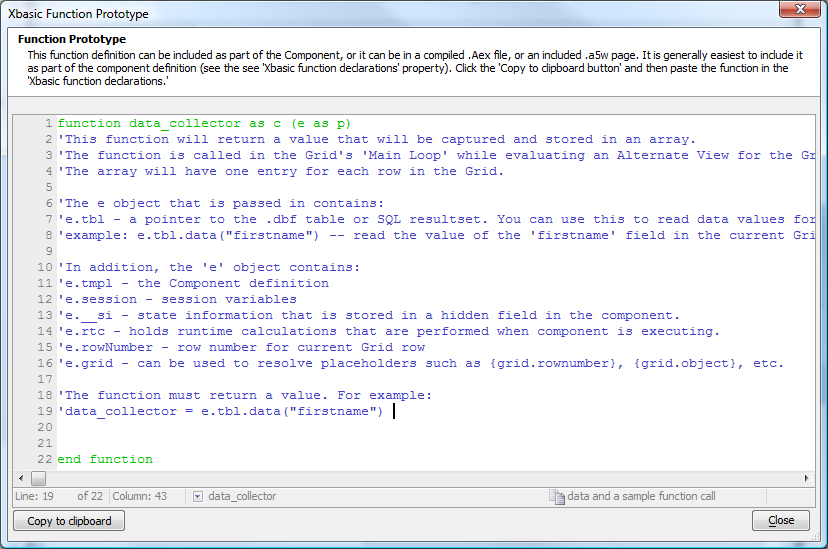 Xbasic Function Prototype
Function Prototype
This function definition can be included as part of the Component, or it can be in a compiled .Aex file, or an included .a5w page. It is generally easiest to include it
as part of the component definition (see the see 'Xbasic function declarations' property). Click the 'Copy to clipboard button' and then paste the function in the
'Xbasic function declarations.'
1 function data_collector as c (e as p)
2 'This function will return a value that will be captured and stored in an array.
3 'The function is called in the Grid's 'Main Loop' while evaluating an Alternate View for the Gr
4 'The array will have one entry for each row in the Grid.
5
6 'The e object that is passed in contains:
7 'e.tbl - a pointer to the .dbf table or SQL resultset. You can use this to read data values for
8 'example: e.tbl.data("firstname") -- read the value of the 'firstname' field in the current Gri
9
10 'In addition, the 'e' object contains:
11 'e.tmpl - the Component definition
12 'e.session - session variables
13 'e.__si - state information that is stored in a hidden field in the component.
14 'e.rtc - holds runtime calculations that are performed when component is executing.
15 'e.rowNumber - row number for current Grid row
16 'e.grid - can be used to resolve placeholders such as {grid.rownumber}, {grid.object}, etc.
17
18 'The function must return a value. For example:
19 'data_collector = e.tbl.data("firstname")
20
21
22 end function
Line: 19 of 22 Column: 43 data_collector data and a sample function call
Copy to clipboard Close